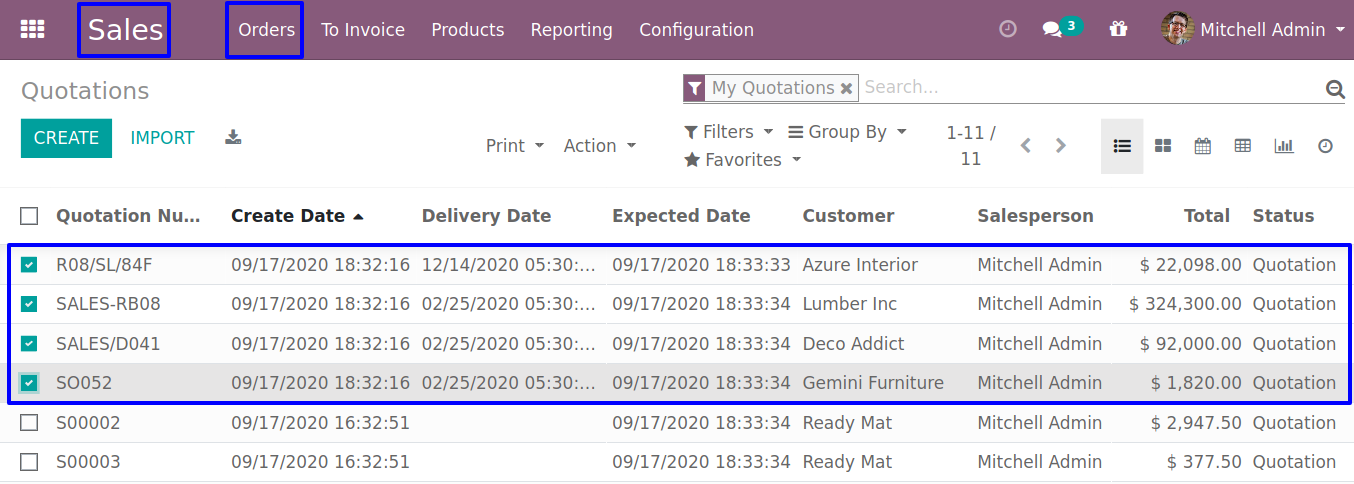 Sales Orders To Invoice Products Reporting Configuration 3 Mitchell Admin
Quotations My Quotations Search...
CREATE IMPORT Print Action Filters Group By 1-11 /
Favorites 11
Quotation Nu... Create Date Delivery Date Expected Date Customer Salesperson Total Status
R08/SL/84F 09/17/2020 18:32:16 12/14/2020 05:30:... 09/17/2020 18:33:33 Azure Interior Mitchell Admin $ 22,098.00 Quotation
SALES-RB08 09/17/2020 18:32:16 02/25/2020 05:30:... 09/17/2020 18:33:34 Lumber Inc Mitchell Admin $ 324,300.00 Quotation
SALES/D041 09/17/2020 18:32:16 02/25/2020 05:30:... 09/17/2020 18:33:34 Deco Addict Mitchell Admin $ 92,000.00 Quotation
SO052 09/17/2020 18:32:16 02/25/2020 05:30:... 09/17/2020 18:33:34 Gemini Furniture Mitchell Admin $ 1,820.00 Quotation
S00002 09/17/2020 16:32:51 09/17/2020 18:33:34 Ready Mat Mitchell Admin $ 2,947.50 Quotation
S00003 09/17/2020 16:32:51 09/17/2020 18:33:34 Ready Mat Mitchell Admin $ 377.50 Quotation